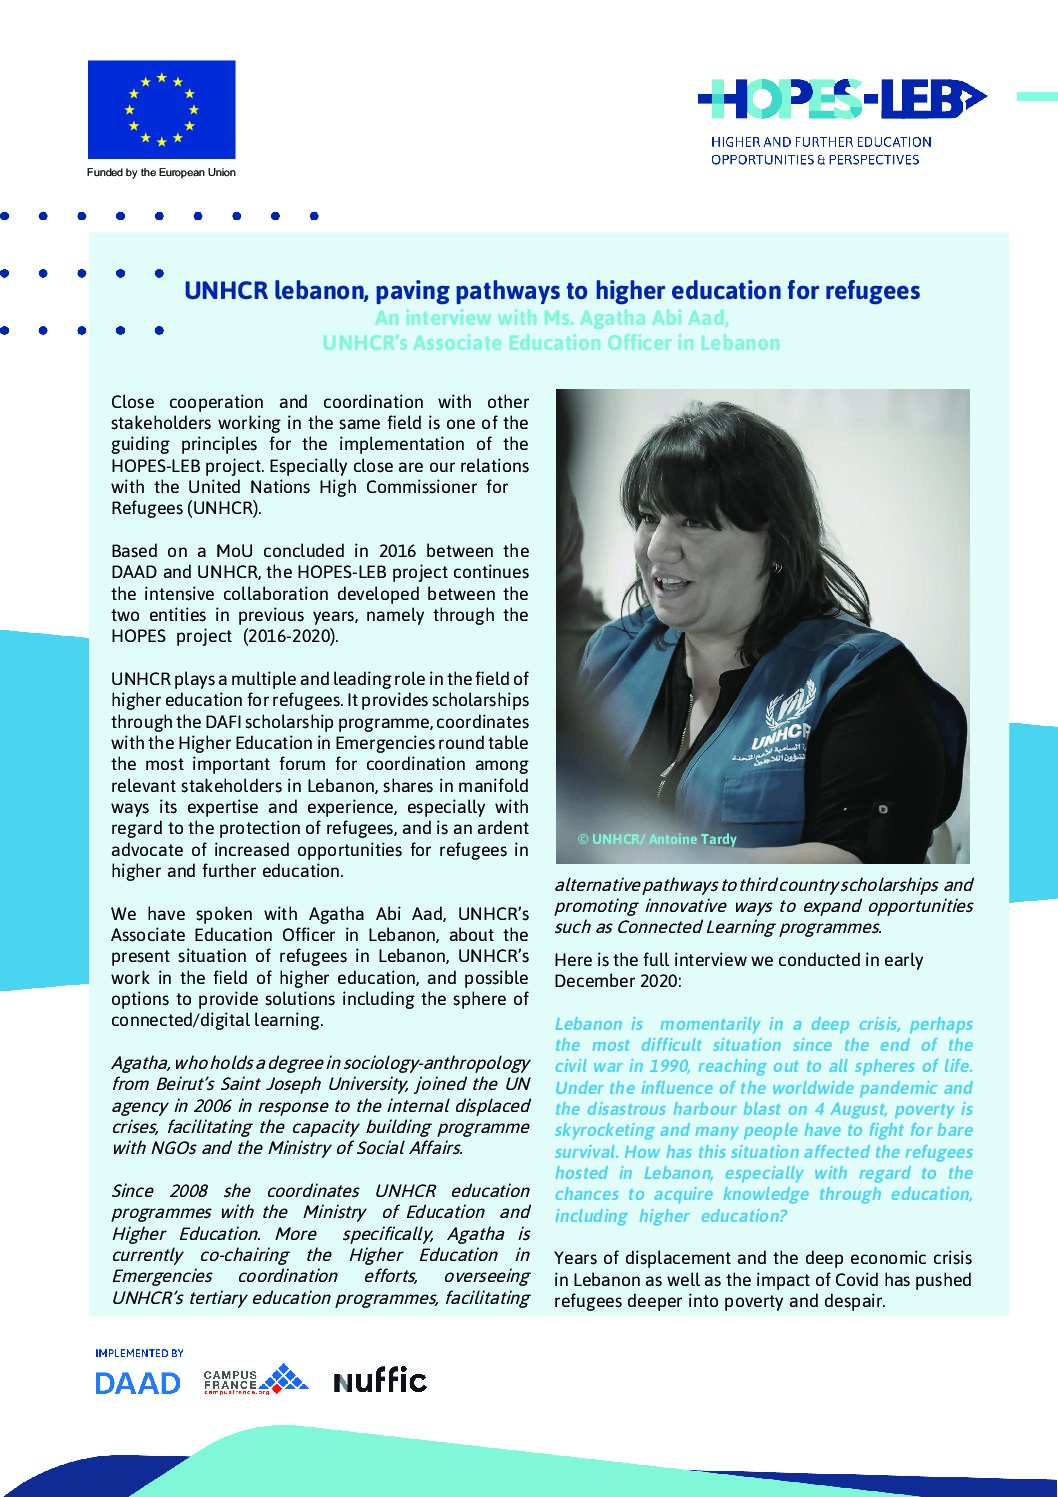 Funded by the European Union
HOPES-LEB
HIGHER AND FURTHER EDUCATION
OPPORTUNITIES & PERSPECTIVES
UNHCR lebanon, paving pathways to higher education for refugees
An interview with Ms. Agatha Abi Aad,
UNHCR's Associate Education Officer in Lebanon
Close cooperation and coordination with other
stakeholders working in the same field is one of the
guiding principles for the implementation of the
HOPES-LEB project. Especially close are our relations
with the United Nations High Commissioner for
Refugees (UNHCR).
Based on a MoU concluded in 2016 between the
DAAD and UNHCR, the HOPES-LEB project continues
the intensive collaboration developed between the
two entities in previous years, namely through the
HOPES project (2016-2020).
UNHCR plays a multiple and leading role in the field of
higher education for refugees. It provides scholarships
through the DAFI scholarship programme, coordinates
with the Higher Education in Emergencies round table
the most important forum for coordination among
relevant stakeholders in Lebanon, shares in manifold
ways its expertise and experience, especially with
regard to the protection of refugees, and is an ardent
advocate of increased opportunities for refugees in
higher and further education.
We have spoken with Agatha Abi Aad, UNHCR's
Associate Education Officer in Lebanon, about the
present situation of refugees in Lebanon, UNHCR's
work in the field of higher education, and possible
options to provide solutions including the sphere of
connected/digital learning.
Agatha, who holds a degree in sociology-anthropology
from Beirut's Saint Joseph University, joined the UN
agency in 2006 in response to the internal displaced
crises, facilitating the capacity building programme
with NGOs and the Ministry of Social Affairs.
Since 2008 she coordinates UNHCR education
programmes with the Ministry of Education and
Higher Education. More specifically, Agatha is
currently co-chairing the Higher Education in
Emergencies coordination efforts, overseeing
UNHCR's tertiary education programmes, facilitating
UNHCR
© UNHCR/ Antoine Tardy
alternative pathways to third country scholarships and
promoting innovative ways to expand opportunities
such as Connected Learning programmes.
Here is the full interview we conducted in early
December 2020:
Lebanon is momentarily in a deep crisis, perhaps
the most difficult situation since the end of the
civil war in 1990, reaching out to all spheres of life.
Under the influence of the worldwide pandemic and
the disastrous harbour blast on 4 August, poverty is
skyrocketing and many people have to fight for bare
survival. How has this situation affected the refugees
hosted in Lebanon, especially with regard to the
chances to acquire knowledge through education,
including higher education?
Years of displacement and the deep economic crisis
in Lebanon as well as the impact of Covid has pushed
refugees deeper into poverty and despair.
IMPLEMENTED BY
DAAD
CAMPUS
FRANCE
campusfrance.org
nuffic